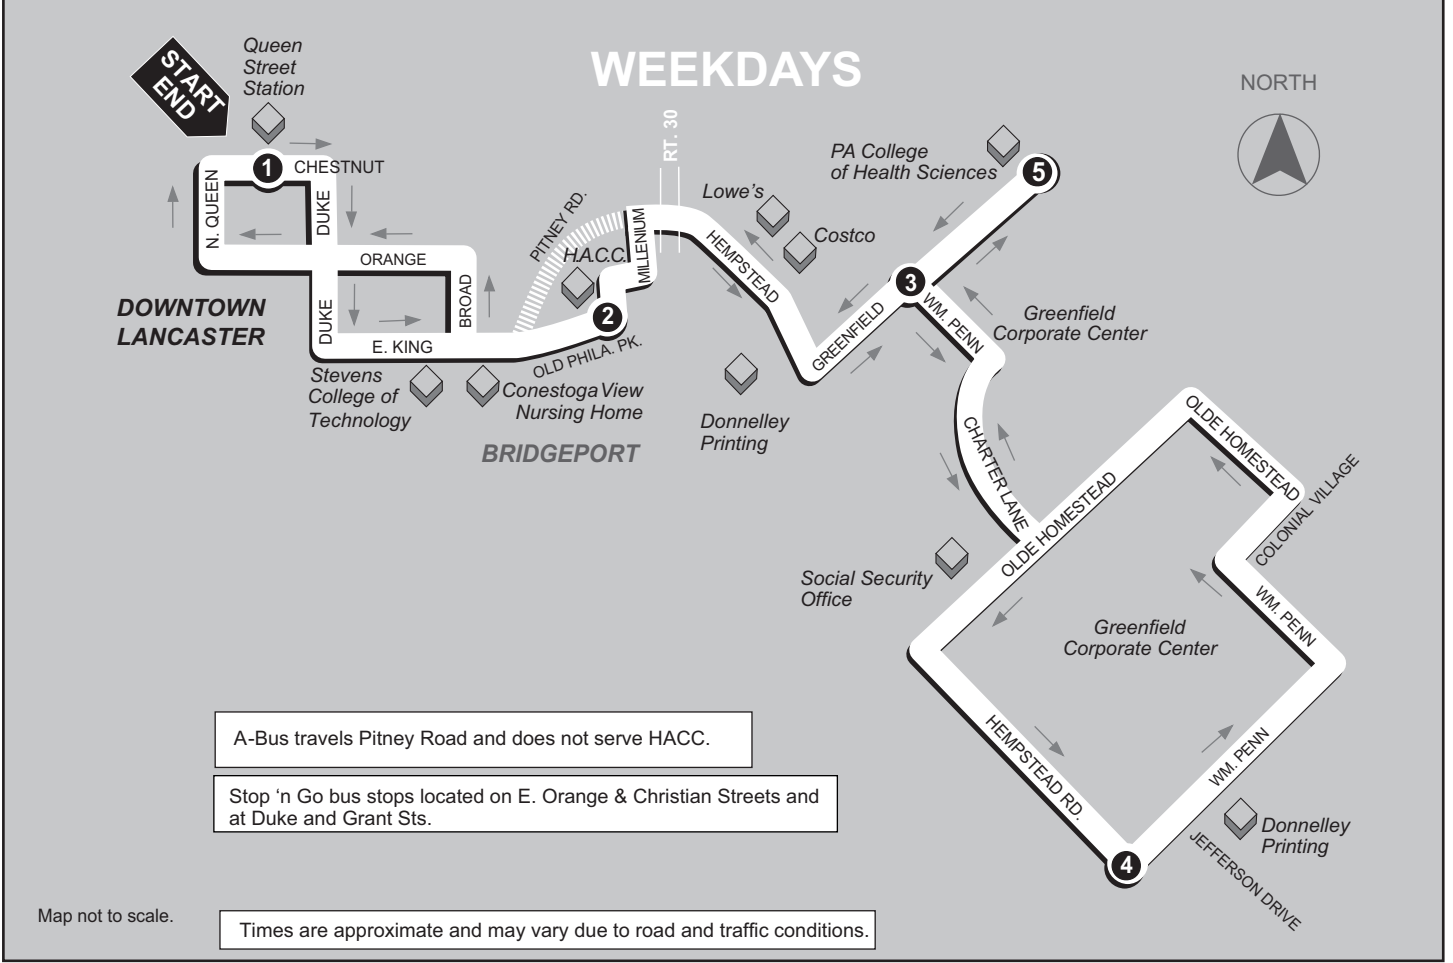 WEEKDAYS
START
END
Queen
Street
Station
NORTH
RT. 30
PA College
of Health Sciences
5
1
CHESTNUT
N. QUEEN
DUKE
PITNEY RD.
MILLENIUM
Lowe's
Costco
H.A.C.C.
HEMPSTEAD
ORANGE
BROAD
DUKE
DOWNTOWN
LANCASTER
2
3
WM. PENN
GREENFIELD
Greenfield
Corporate Center
E. KING
OLD PHILA. PK.
Stevens
College of
Technology
Conestoga View
Nursing Home
BRIDGEPORT
Donnelley
Printing
CHARTER LANE
OLDE HOMESTEAD
OLDE HOMESTEAD
COLONIAL VILLAGE
Social Security
Office
WM. PENN
Greenfield
Corporate Center
HEMPSTEAD RD.
WM. PENN
4
Donnelley
Printing
JEFFERSON DRIVE
A-Bus travels Pitney Road and does not serve HACC.
Stop ‘n Go bus stops located on E. Orange & Christian Streets and
at Duke and Grant Sts.
Map not to scale.
Times are approximate and may vary due to road and traffic conditions.